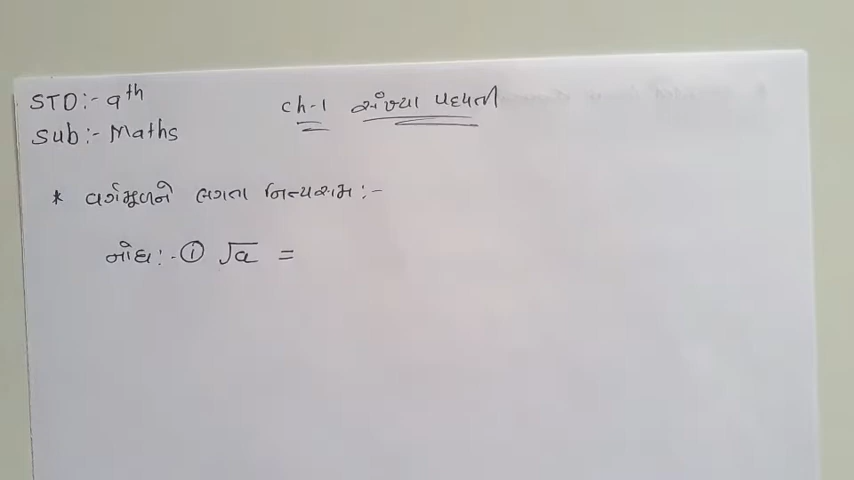 STD:- 9th
Ch-1 સંખ્યા પદ્ધતી
Sub:- Maths
* વર્ગમૂળને લગતા નિત્યસમ :-
નોંધ:- ① √a =